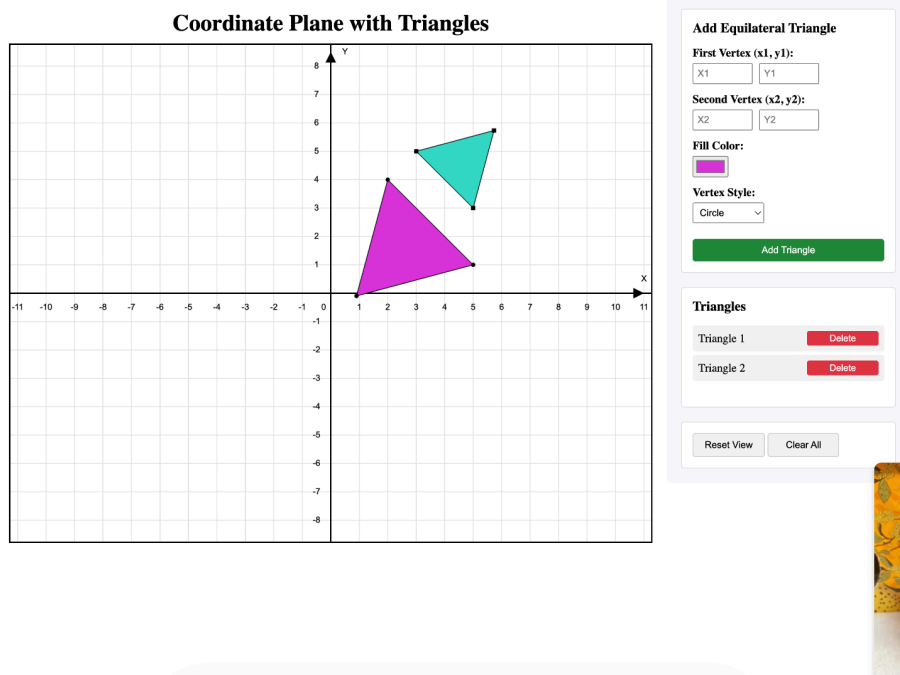 Coordinate Plane with Triangles
Y
8
7
6
5
4
3
2
1
X
-11 -10 -9 -8 -7 -6 -5 -4 -3 -2 -1 0 1 2 3 4 5 6 7 8 9 10 11
-1
-2
-3
-4
-5
-6
-7
-8
Add Equilateral Triangle
First Vertex (x1, y1):
X1 Y1
Second Vertex (x2, y2):
X2 Y2
Fill Color:
Vertex Style:
Circle
Add Triangle
Triangles
Triangle 1 Delete
Triangle 2 Delete
Reset View Clear All